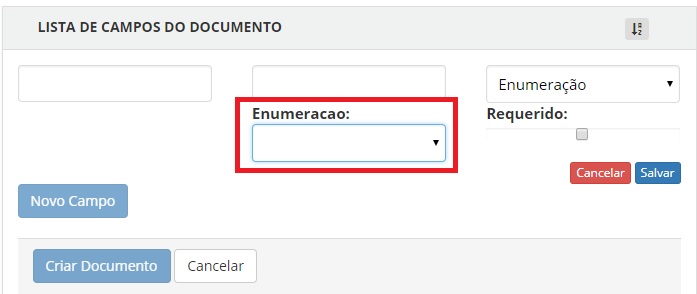 LISTA DE CAMPOS DO DOCUMENTO
Enumeração
Enumeracao: Requerido:
Cancelar Salvar
Novo Campo
Criar Documento Cancelar